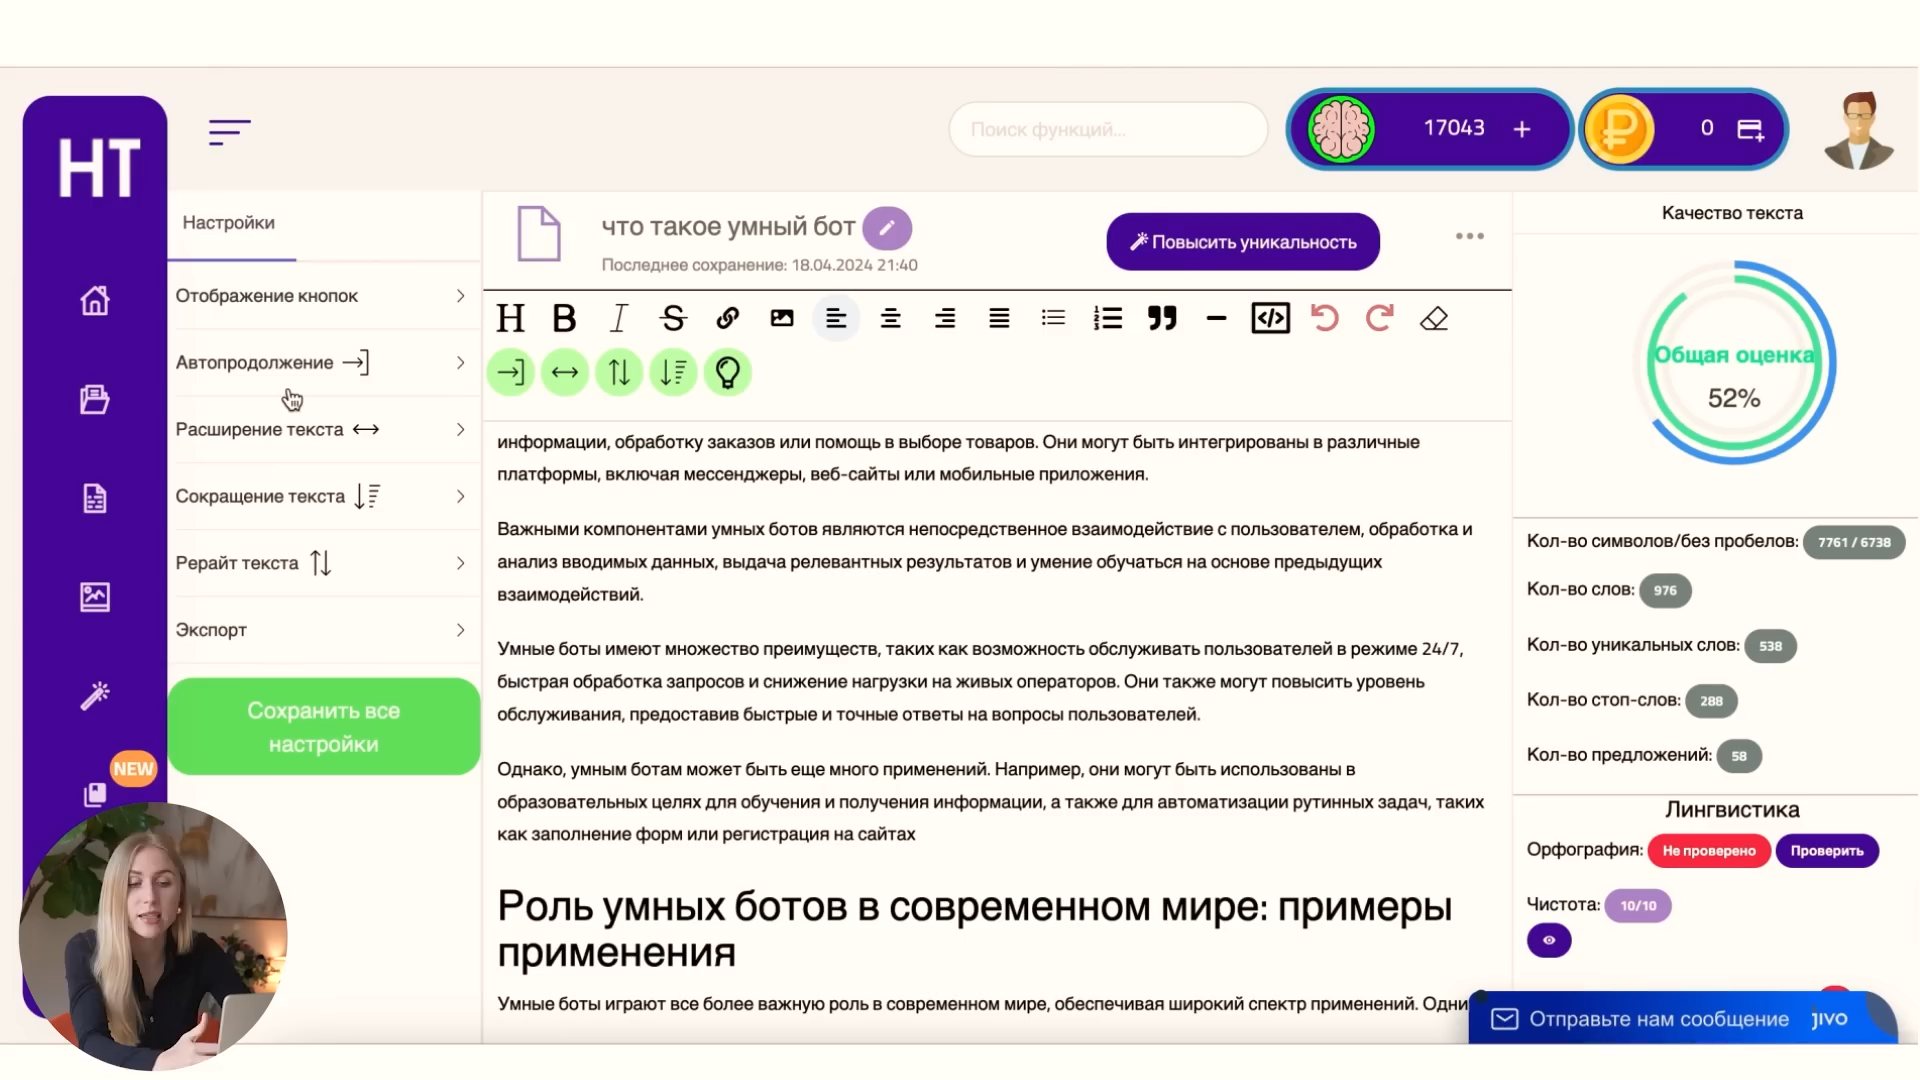 НТ
Поиск функций...
17043
0
Настройки
Отображение кнопок
Автопродолжение
Расширение текста
Сокращение текста
Рерайт текста
Экспорт
Сохранить все
настройки
NEW
что такое умный бот
Последнее сохранение: 18.04.2024 21:40
Повысить уникальность
информации, обработку заказов или помощь в выборе товаров. Они могут быть интегрированы в различные
платформы, включая мессенджеры, веб-сайты или мобильные приложения.
Важными компонентами умных ботов являются непосредственное взаимодействие с пользователем, обработка и
анализ вводимых данных, выдача релевантных результатов и умение обучаться на основе предыдущих
взаимодействий.
Умные боты имеют множество преимуществ, таких как возможность обслуживать пользователей в режиме 24/7,
быстрая обработка запросов и снижение нагрузки на живых операторов. Они также могут повысить уровень
обслуживания, предоставив быстрые и точные ответы на вопросы пользователей.
Однако, умным ботам может быть еще много применений. Например, они могут быть использованы в
образовательных целях для обучения и получения информации, а также для автоматизации рутинных задач, таких
как заполнение форм или регистрация на сайтах
Роль умных ботов в современном мире: примеры
применения
Умные боты играют все более важную роль в современном мире, обеспечивая широкий спектр применений. Одни
Качество текста
Общая оценка
52%
Кол-во символов/без пробелов: 7761 / 6738
Кол-во слов: 976
Кол-во уникальных слов: 538
Кол-во стоп-слов: 288
Кол-во предложений: 58
Лингвистика
Орфография: Не проверено Проверить
Чистота: 10/10
Отправьте нам сообщение jivo